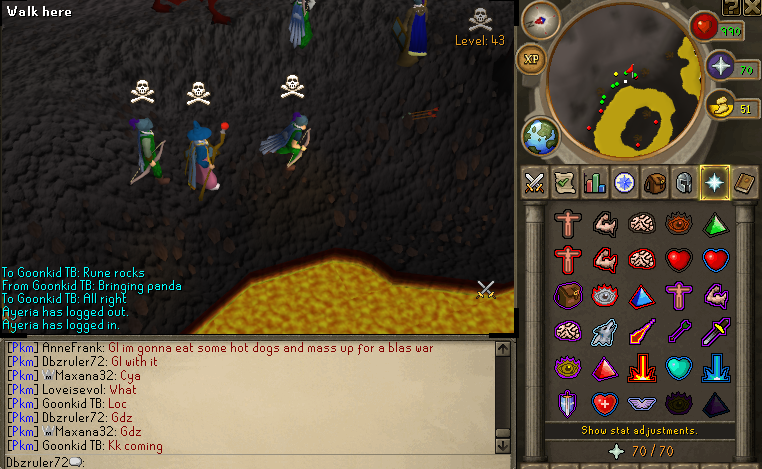 Walk here
Level: 43
990
XP
70
51
To Goonkid TB: Rune rocks
From Goonkid TB: Bringing panda
To Goonkid TB: All right
Ayeria has logged out.
Ayeria has logged in.
[Pkm] AnneFrank: Gl im gonna eat some hot dogs and mass up for a blas war
[Pkm] Dbzruler72: Gl with it
[Pkm] Maxana32: Cya
[Pkm] Loveisevol: What
[Pkm] Goonkid TB: Loc
[Pkm] Dbzruler72: Gdz
[Pkm] Maxana32: Gdz
[Pkm] Goonkid TB: Kk coming
Dbzruler72:
Show stat adjustments.
70 / 70